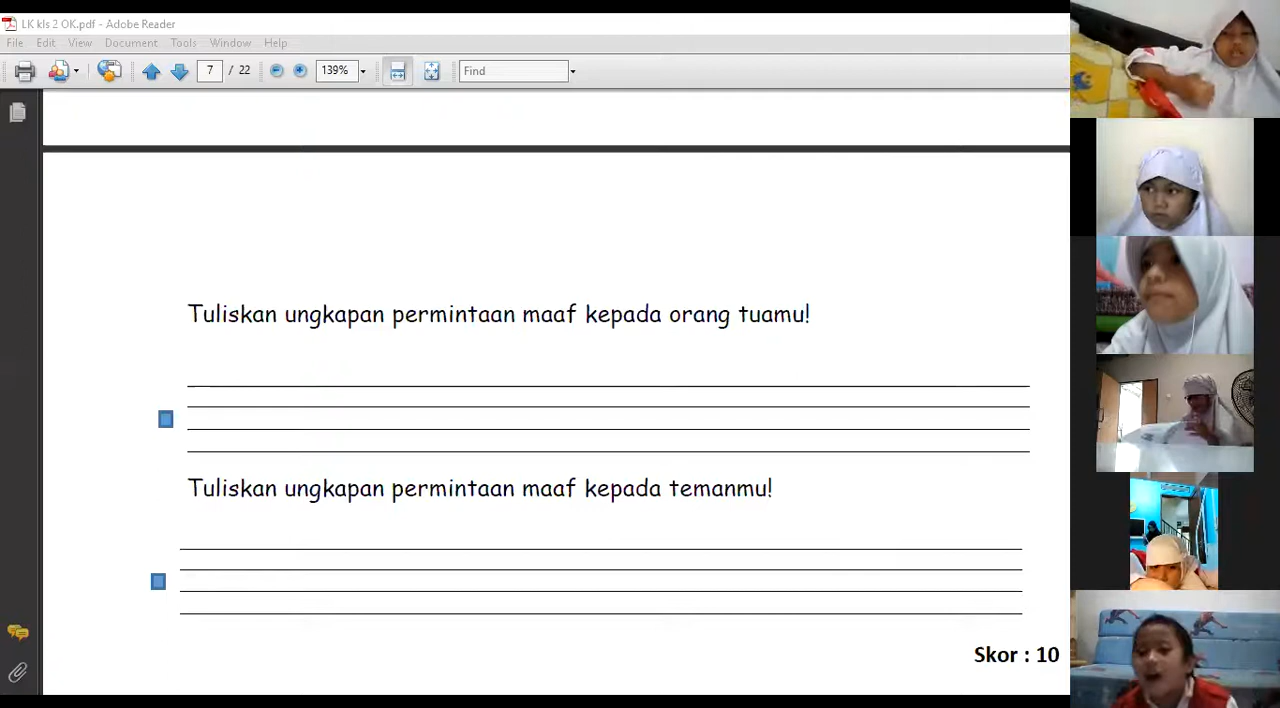 LK kls 2 OK.pdf - Adobe Reader
File Edit View Document Tools Window Help
7 / 22 139% Find
Tuliskan ungkapan permintaan maaf kepada orang tuamu!
Tuliskan ungkapan permintaan maaf kepada temanmu!
Skor : 10